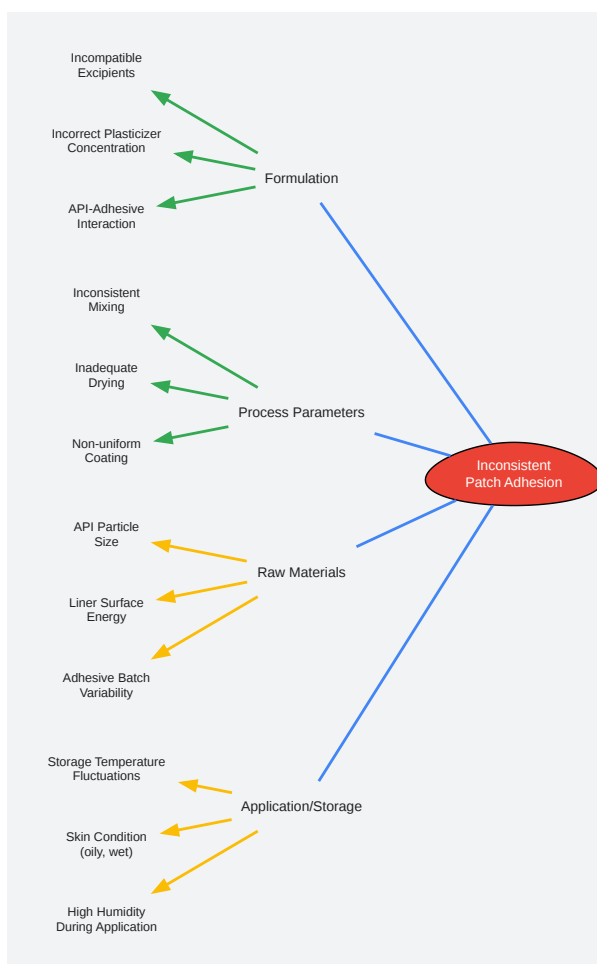 Incompatible
Excipients
Incorrect Plasticizer
Concentration
Formulation
API-Adhesive
Interaction
Inconsistent
Mixing
Inadequate
Drying
Process Parameters
Non-uniform
Coating
Inconsistent
Patch Adhesion
API Particle
Size
Raw Materials
Liner Surface
Energy
Adhesive Batch
Variability
Storage Temperature
Fluctuations
Application/Storage
Skin Condition
(oily, wet)
High Humidity
During Application